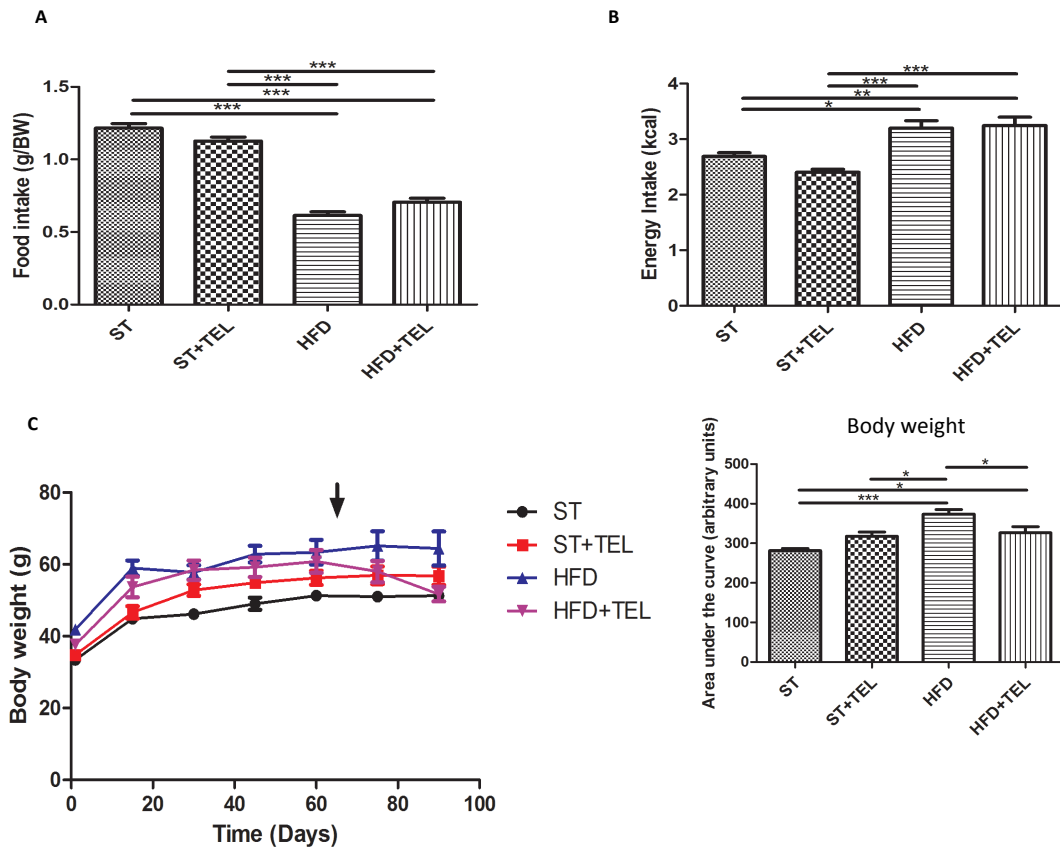 A
***
***
***
***
Food intake (g/BW)
1.5
1.0
0.5
0.0
ST
ST+TEL
HFD
HFD+TEL
B
***
***
**
*
Energy Intake (kcal)
4
3
2
1
0
ST
ST+TEL
HFD
HFD+TEL
C
Body weight (g)
80
60
40
20
0
0 20 40 60 80 100
Time (Days)
ST
ST+TEL
HFD
HFD+TEL
Body weight
Area under the curve (arbitrary units)
500
400
300
200
100
0
*
*
*
***
ST
ST+TEL
HFD
HFD+TEL